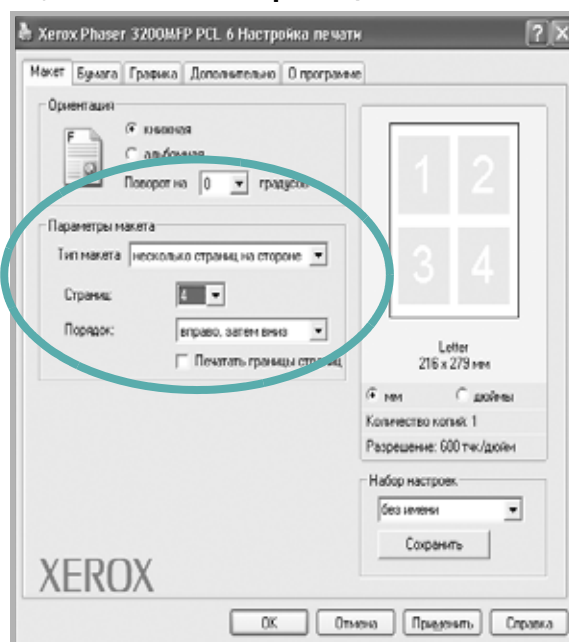 Xerox Phaser 3200MFP PCL 6 Настройка печати
Макет Бумага Графика Дополнительно О программе
Ориентация
F
книжная
альбомная
Поворот на 0 градусов
Параметры макета
Тип макета несколько страниц на стороне
Страниц: 4
Порядок: вправо, затем вниз
Печатать границы страниц
1 2
3 4
Letter
216 x 279 мм
мм дюймы
Количество копий: 1
Разрешение: 600 тчк/дюйм
Набор настроек
без имени
Сохранить
XEROX
OK Отмена Применить Справка